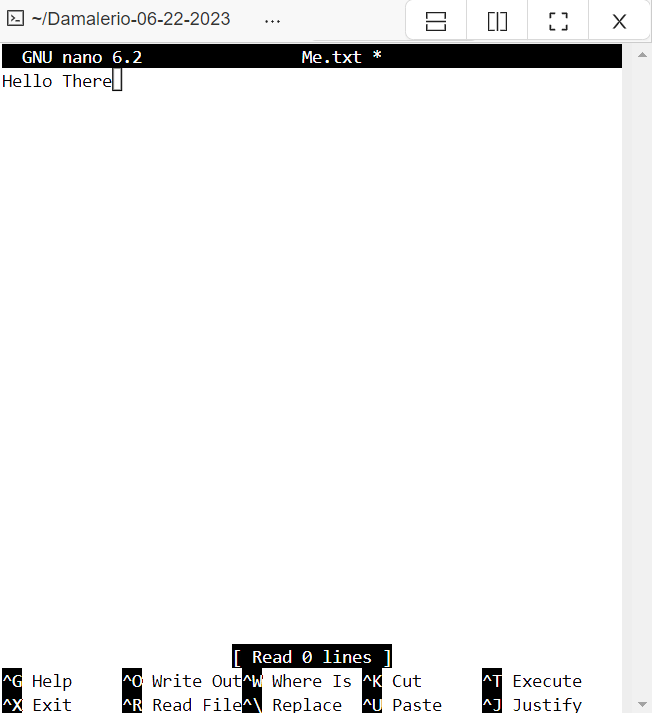 ~/Damalerio-06-22-2023 ...
GNU nano 6.2 Me.txt *
Hello There
[ Read 0 lines ]
^G Help ^O Write Out ^W Where Is ^K Cut ^T Execute
^X Exit ^R Read File ^\ Replace ^U Paste ^J Justify